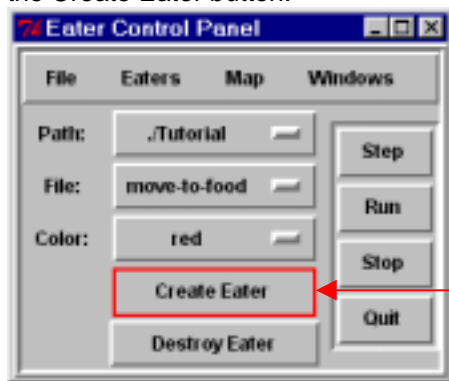 the Create Eater button.
Eater Control Panel
File Eaters Map Windows
Path: ./Tutorial
Step
File: move-to-food
Run
Color: red
Stop
Create Eater
Quit
Destroy Eater